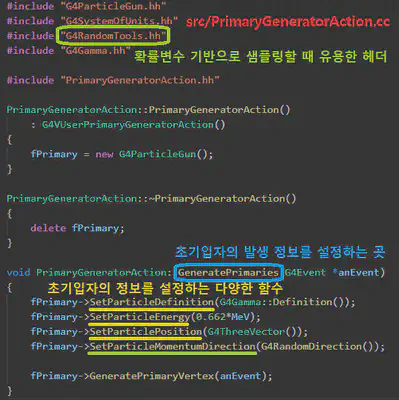 #include "G4ParticleGun.hh"
#include "G4SystemOfUnits.hh"
src/PrimaryGeneratorAction.cc
#include "G4RandomTools.hh"
#include "G4Gamma.hh"
확률변수 기반으로 샘플링할 때 유용한 헤더
#include "PrimaryGeneratorAction.hh"
PrimaryGeneratorAction::PrimaryGeneratorAction()
: G4VUserPrimaryGeneratorAction()
{
fPrimary = new G4ParticleGun();
}
PrimaryGeneratorAction::~PrimaryGeneratorAction()
{
delete fPrimary;
}
초기입자의 발생 정보를 설정하는 곳
void PrimaryGeneratorAction::GeneratePrimaries(G4Event *anEvent)
{
초기입자의 정보를 설정하는 다양한 함수
fPrimary->SetParticleDefinition(G4Gamma::Definition());
fPrimary->SetParticleEnergy(0.662*MeV);
fPrimary->SetParticlePosition(G4ThreeVector());
fPrimary->SetParticleMomentumDirection(G4RandomDirection());
fPrimary->GeneratePrimaryVertex(anEvent);
}